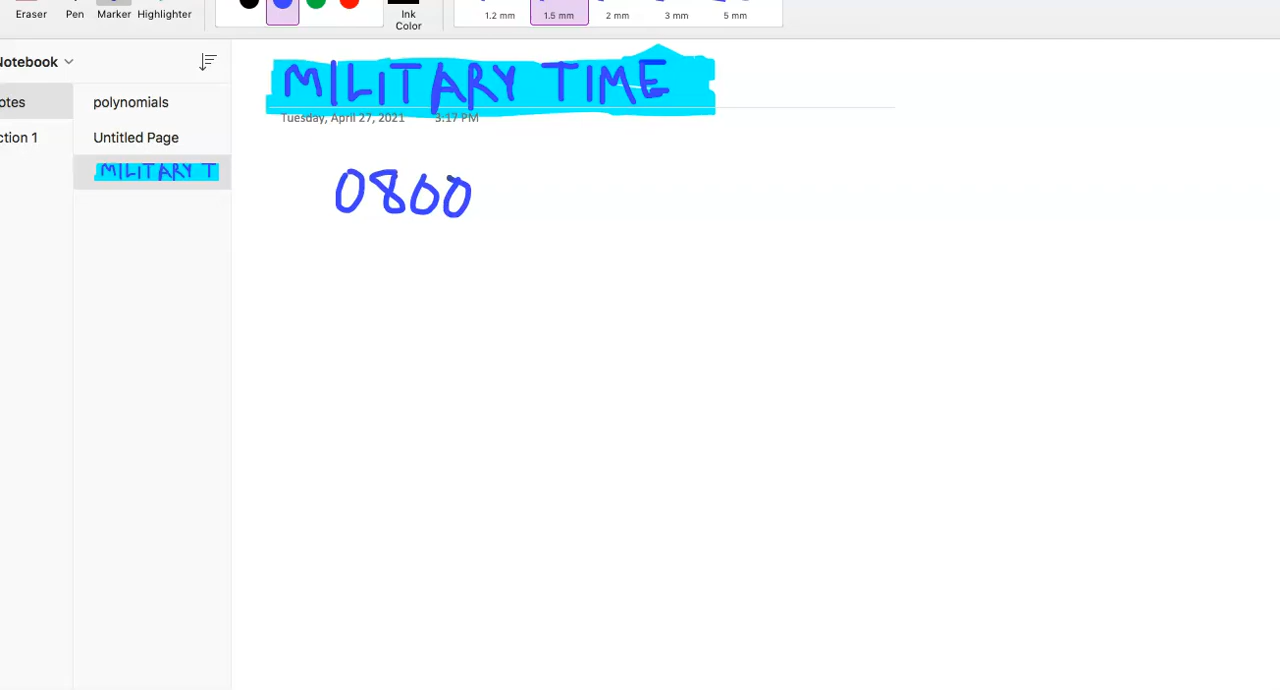 Eraser Pen Marker Highlighter Ink Color 1.2 mm 1.5 mm 2 mm 3 mm 5 mm
Notebook
otes
ction 1
polynomials
Untitled Page
MILITARY T
MILITARY TIME
Tuesday, April 27, 2021 3:17 PM
0800